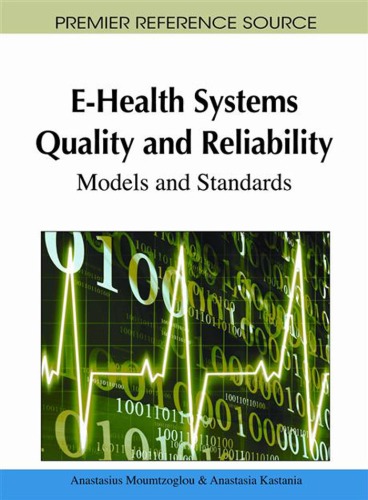 PREMIER REFERENCE SOURCE
E-Health Systems
Quality and Reliability
Models and Standards
Anastasius Moumtzoglou & Anastasia Kastania